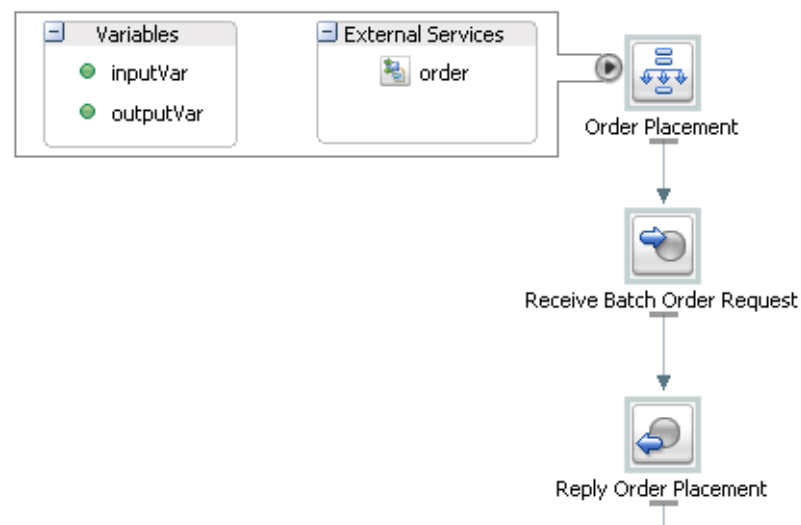 Variables
inputVar
outputVar
External Services
order
Order Placement
Receive Batch Order Request
Reply Order Placement